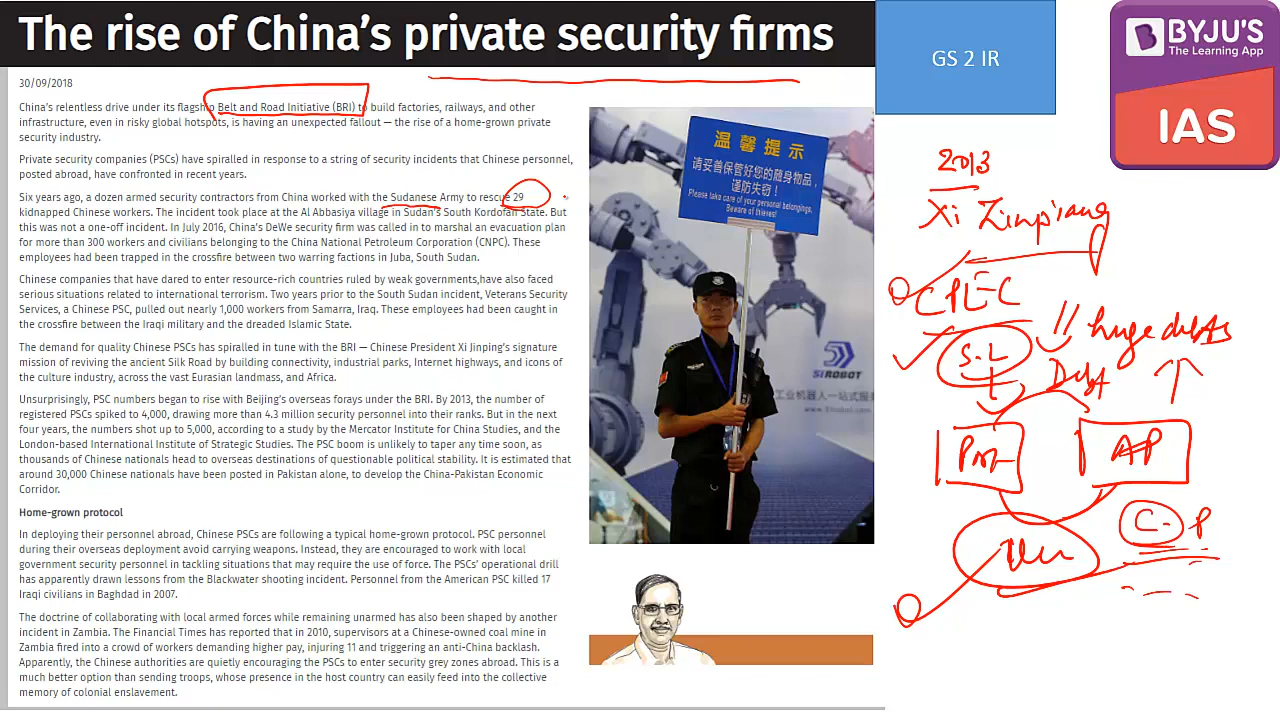 The rise of China’s private security firms
30/09/2018
China’s relentless drive under its flagship Belt and Road Initiative (BRI) to build factories, railways, and other
infrastructure, even in risky global hotspots, is having an unexpected fallout — the rise of a home-grown private
security industry.
Private security companies (PSCs) have spiralled in response to a string of security incidents that Chinese personnel,
posted abroad, have confronted in recent years.
Six years ago, a dozen armed security contractors from China worked with the Sudanese Army to rescue 29
kidnapped Chinese workers. The incident took place at the Al Abbasiya village in Sudan’s South Kordofan State. But
this was not a one-off incident. In July 2016, China’s DeWe security firm was called in to marshal an evacuation plan
for more than 300 workers and civilians belonging to the China National Petroleum Corporation (CNPC). These
employees had been trapped in the crossfire between two warring factions in Juba, South Sudan.
Chinese companies that have dared to enter resource-rich countries ruled by weak governments,have also faced
serious situations related to international terrorism. Two years prior to the South Sudan incident, Veterans Security
Services, a Chinese PSC, pulled out nearly 1,000 workers from Samarra, Iraq. These employees had been caught in
the crossfire between the Iraqi military and the dreaded Islamic State.
The demand for quality Chinese PSCs has spiralled in tune with the BRI — Chinese President Xi Jinping’s signature
mission of reviving the ancient Silk Road by building connectivity, industrial parks, Internet highways, and icons of
the culture industry, across the vast Eurasian landmass, and Africa.
Unsurprisingly, PSC numbers began to rise with Beijing’s overseas forays under the BRI. By 2013, the number of
registered PSCs spiked to 4,000, drawing more than 4.3 million security personnel into their ranks. But in the next
four years, the numbers shot up to 5,000, according to a study by the Mercator Institute for China Studies, and the
London-based International Institute of Strategic Studies. The PSC boom is unlikely to taper any time soon, as
thousands of Chinese nationals head to overseas destinations of questionable political stability. It is estimated that
around 30,000 Chinese nationals have been posted in Pakistan alone, to develop the China-Pakistan Economic
Corridor.
Home-grown protocol
In deploying their personnel abroad, Chinese PSCs are following a typical home-grown protocol. PSC personnel
during their overseas deployment avoid carrying weapons. Instead, they are encouraged to work with local
government security personnel in tackling situations that may require the use of force. The PSCs’ operational drill
has apparently drawn lessons from the Blackwater shooting incident. Personnel from the American PSC killed 17
Iraqi civilians in Baghdad in 2007.
The doctrine of collaborating with local armed forces while remaining unarmed has also been shaped by another
incident in Zambia. The Financial Times has reported that in 2010, supervisors at a Chinese-owned coal mine in
Zambia fired into a crowd of workers demanding higher pay, injuring 11 and triggering an anti-China backlash.
Apparently, the Chinese authorities are quietly encouraging the PSCs to enter security grey zones abroad. This is a
much better option than sending troops, whose presence in the host country can easily feed into the collective
memory of colonial enslavement.
温馨提示
请妥善保管好您的随身物品,
谨防失窃!
Please take care of your personal belongings,
Beware of thieves!
SIROBOT
工业机器人一站式服
GS 2 IR
BYJU'S
The Learning App
IAS
2013
Xi Zinpiang
CPEC
S.L
huge debts
Debt
C.P